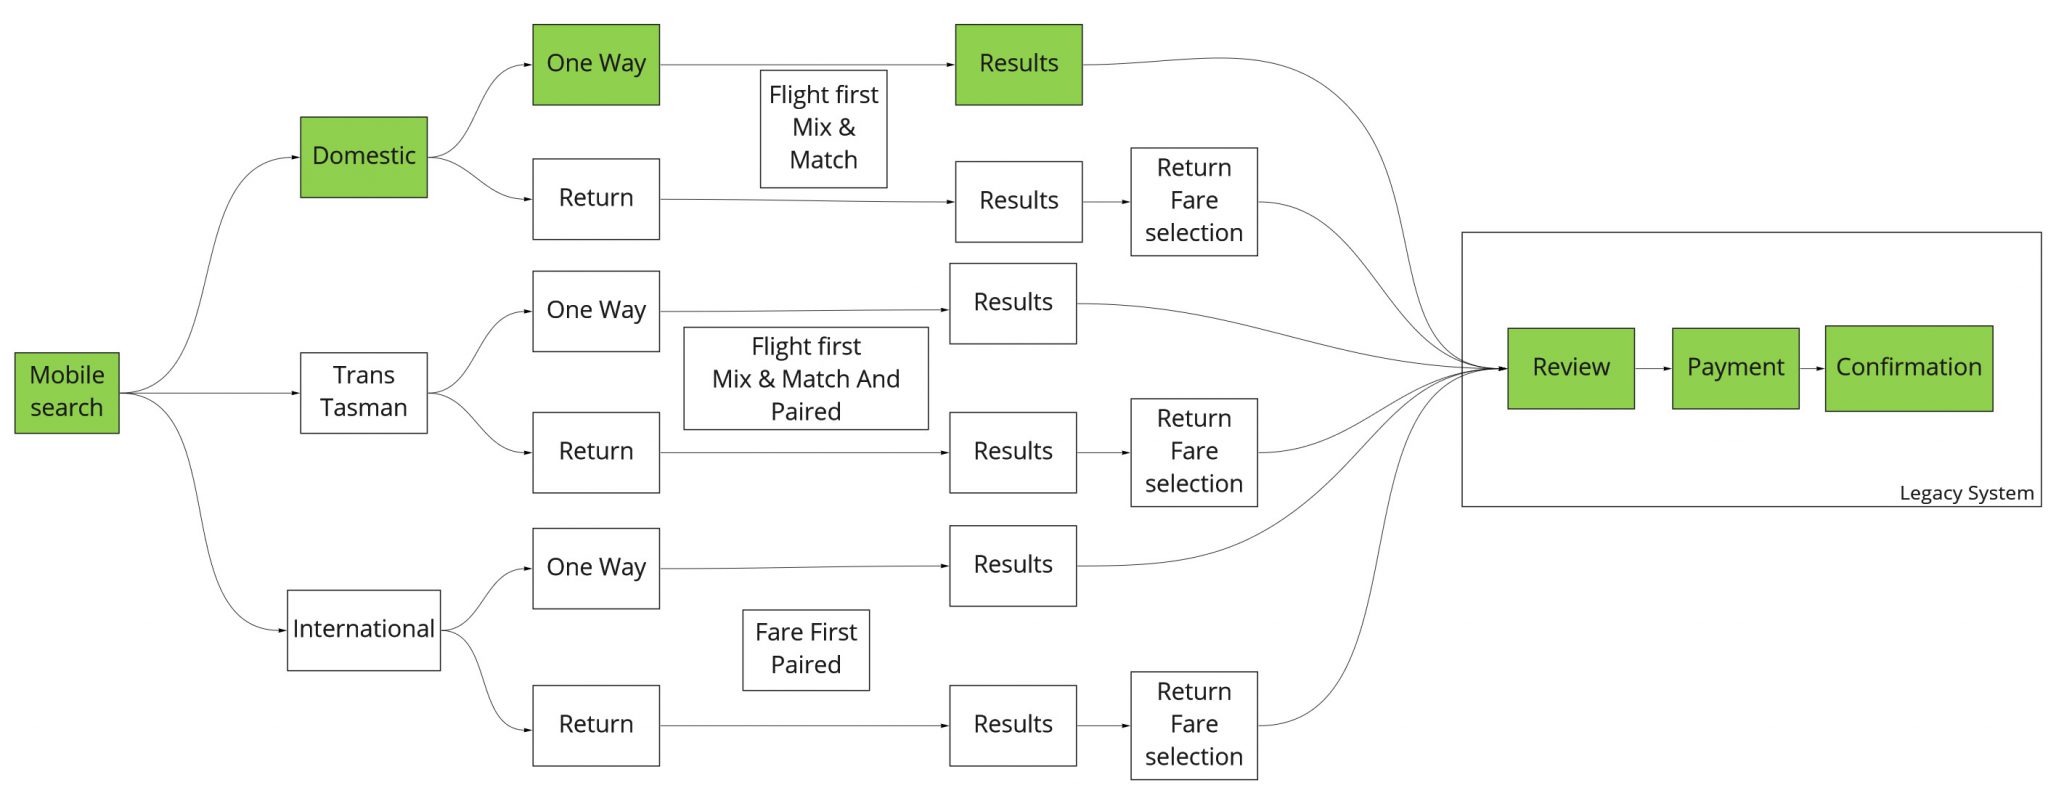 Mobile
search
Domestic
One Way
Flight first
Mix &
Match
Results
Return
Results
Return
Fare
selection
Trans
Tasman
One Way
Results
Flight first
Mix & Match And
Paired
Return
Results
Return
Fare
selection
International
One Way
Results
Fare First
Paired
Return
Results
Return
Fare
selection
Review
Payment
Confirmation
Legacy System